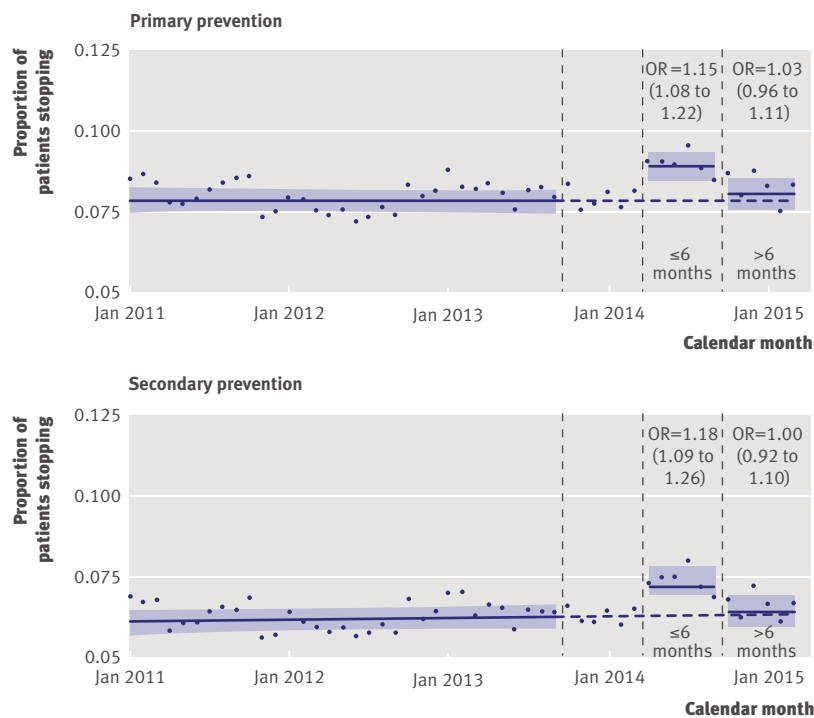 Primary prevention
Proportion of
patients stopping
0.125
0.100
0.075
0.05
OR=1.15
(1.08 to
1.22)
OR=1.03
(0.96 to
1.11)
≤6
months
>6
months
Jan 2011
Jan 2012
Jan 2013
Jan 2014
Jan 2015
Calendar month
Secondary prevention
Proportion of
patients stopping
0.125
0.100
0.075
0.05
OR=1.18
(1.09 to
1.26)
OR=1.00
(0.92 to
1.10)
≤6
months
>6
months
Jan 2011
Jan 2012
Jan 2013
Jan 2014
Jan 2015
Calendar month